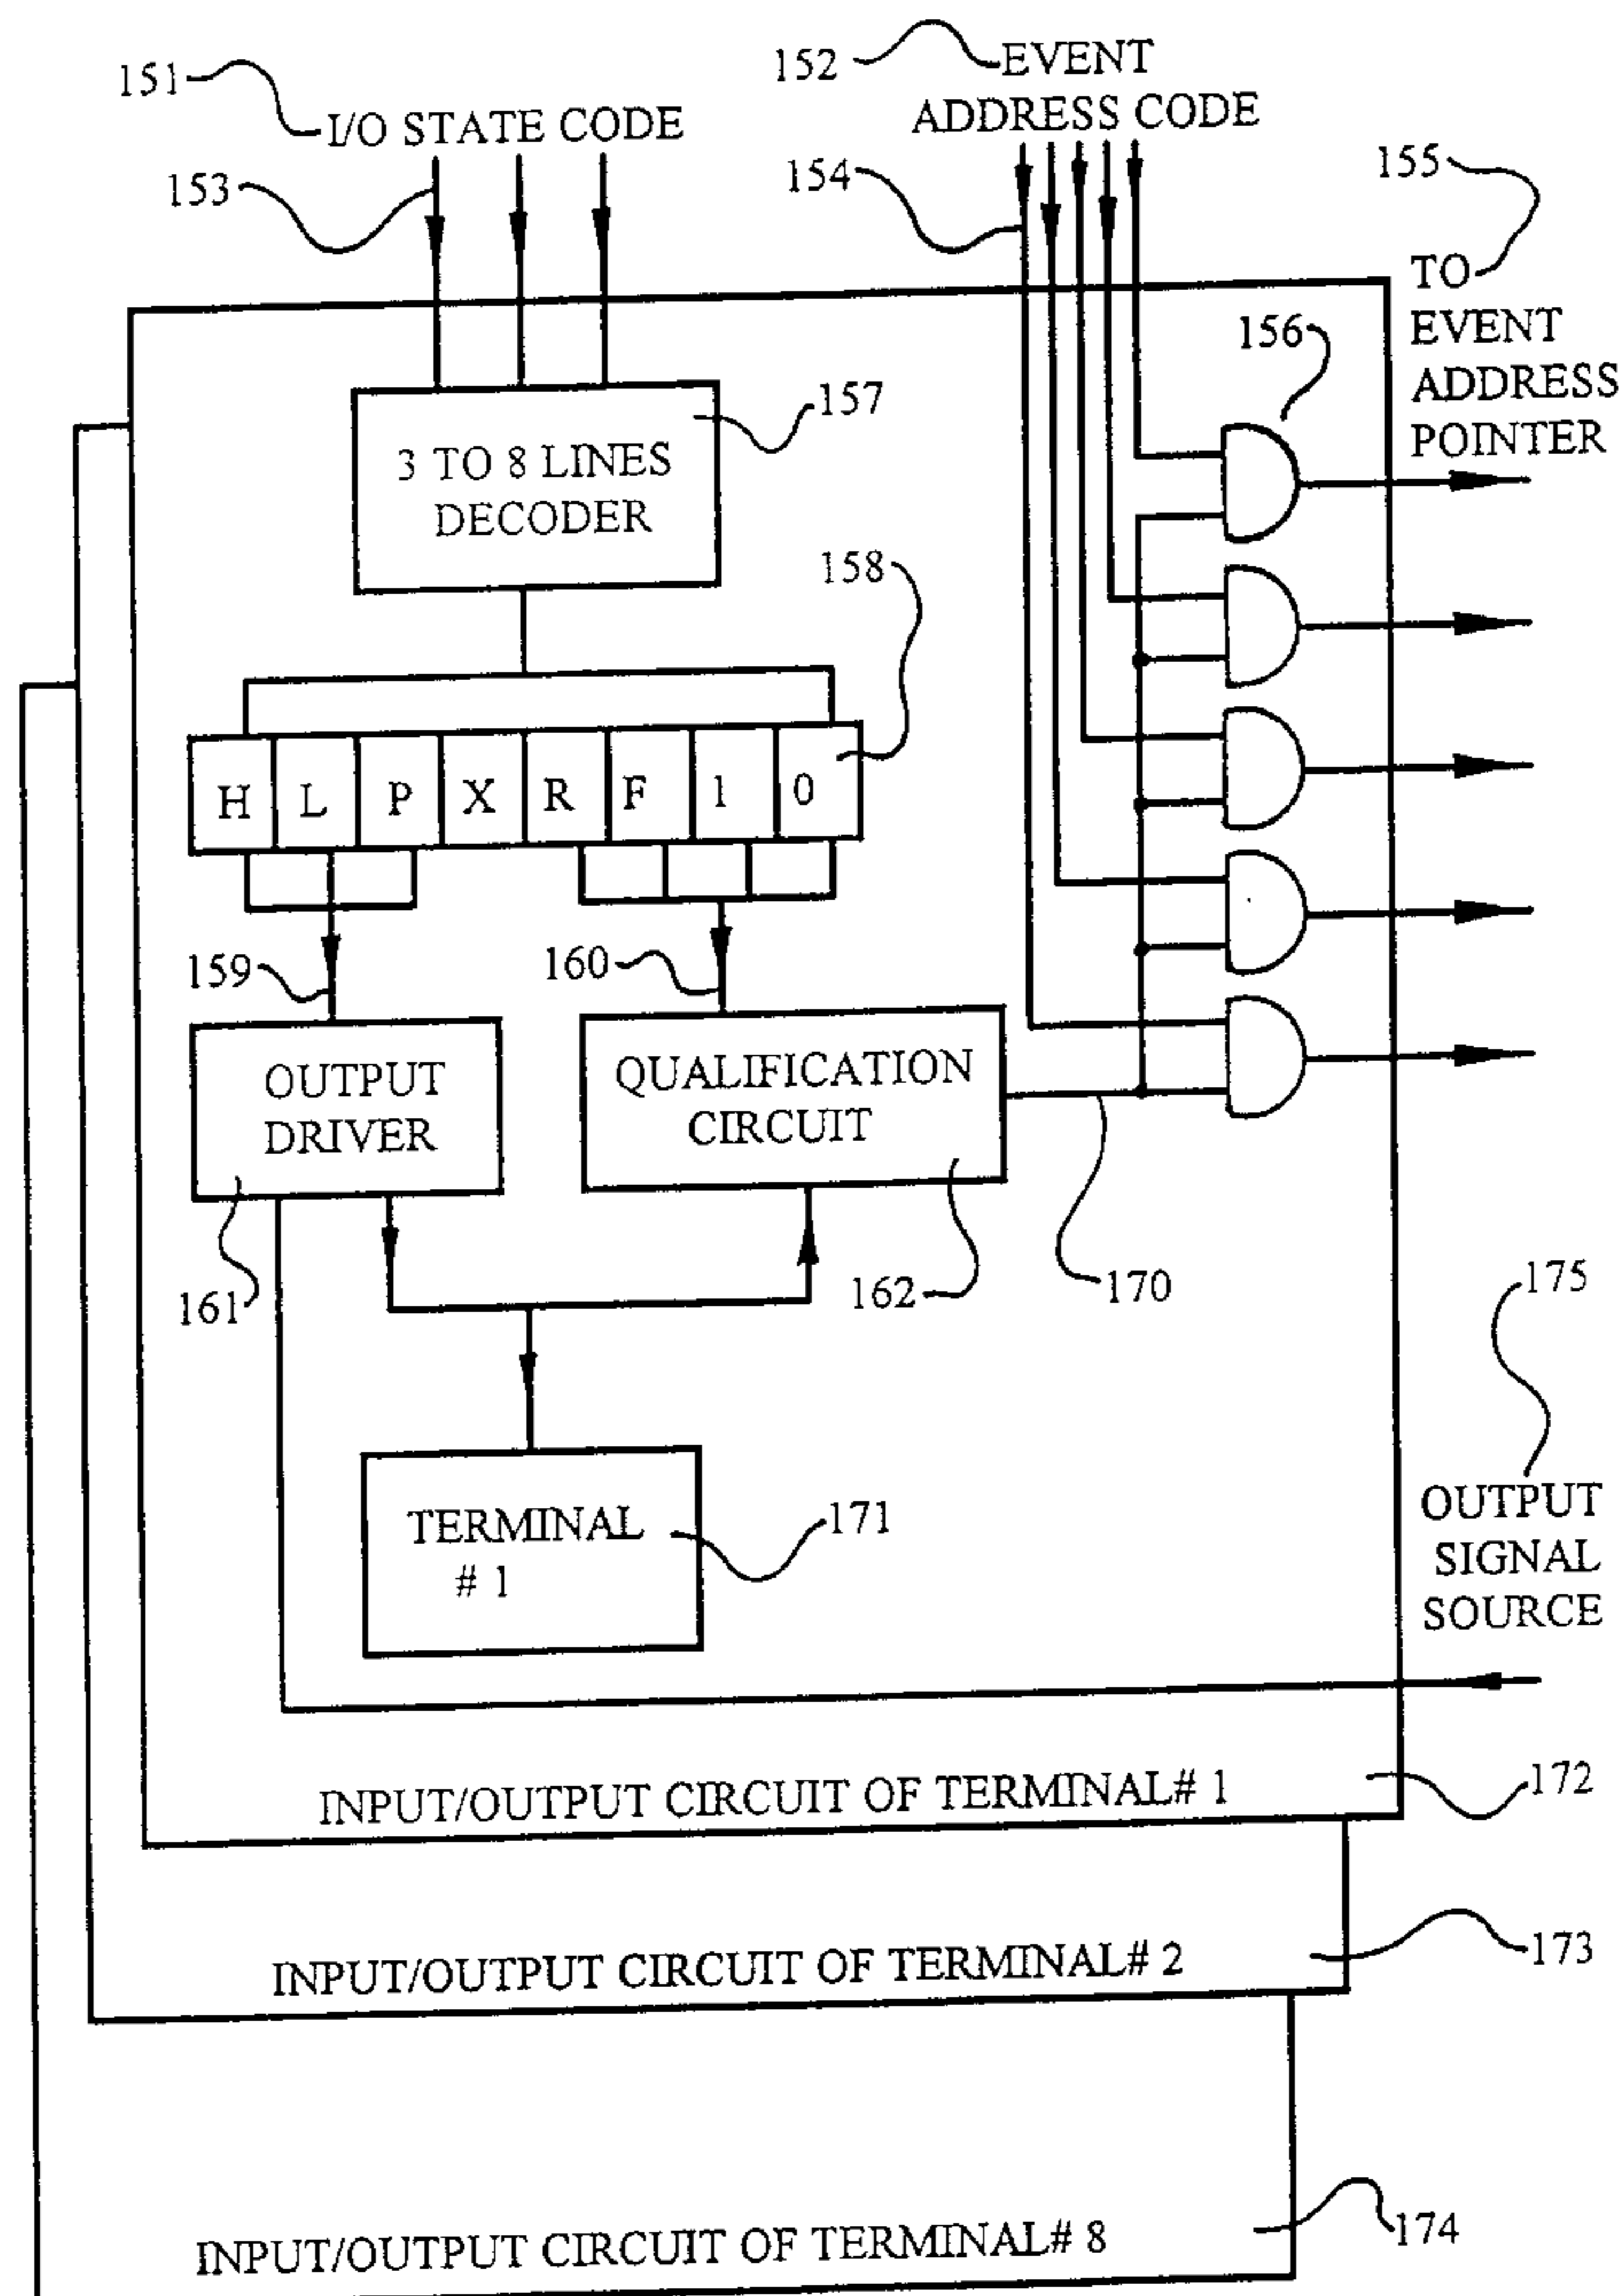 152
EVENT
ADDRESS CODE
151
I/O STATE CODE
153
154
155
TO
EVENT
ADDRESS
POINTER
156
157
3 TO 8 LINES
DECODER
158
H L P X R F 1 0
159
160
OUTPUT
DRIVER
QUALIFICATION
CIRCUIT
161
162
170
175
TERMINAL
# 1
171
OUTPUT
SIGNAL
SOURCE
INPUT/OUTPUT CIRCUIT OF TERMINAL# 1
172
INPUT/OUTPUT CIRCUIT OF TERMINAL# 2
173
INPUT/OUTPUT CIRCUIT OF TERMINAL# 8
174